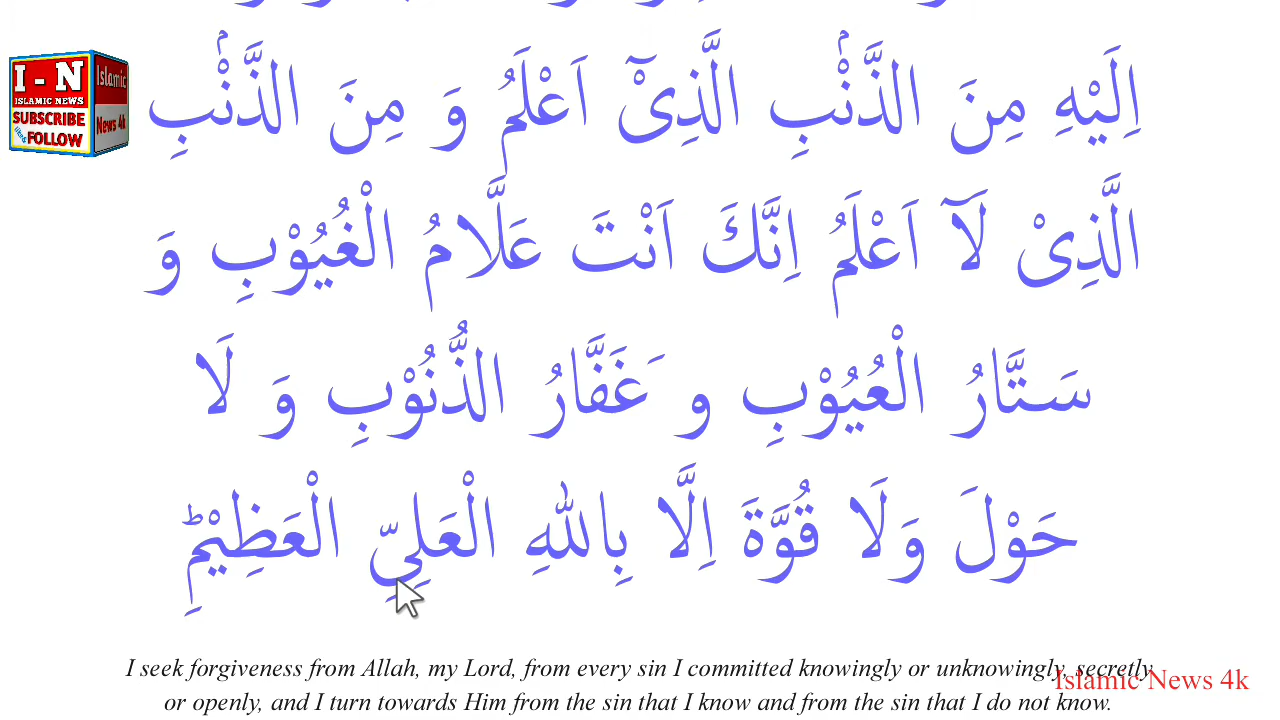 I - N
ISLAMIC NEWS
SUBSCRIBE
FOLLOW
Islamic
News 4k
اِلَيْهِ مِنَ الذَّنْۢبِ الَّذِىْٓ اَعْلَمُ وَ مِنَ الذَّنْۢبِ
الَّذِىْ لَآ اَعْلَمُ اِنَّكَ اَنْتَ عَلَّامُ الْغُيُوْبِ وَ
سَتَّارُ الْعُيُوْبِ و َغَفَّارُ الذُّنُوْبِ وَ لَا
حَوْلَ وَلَا قُوَّةَ اِلَّا بِاللهِ الْعَلِىِّ الْعَظِيْمِؕ
I seek forgiveness from Allah, my Lord, from every sin I committed knowingly or unknowingly, secretly
or openly, and I turn towards Him from the sin that I know and from the sin that I do not know.
Islamic News 4k